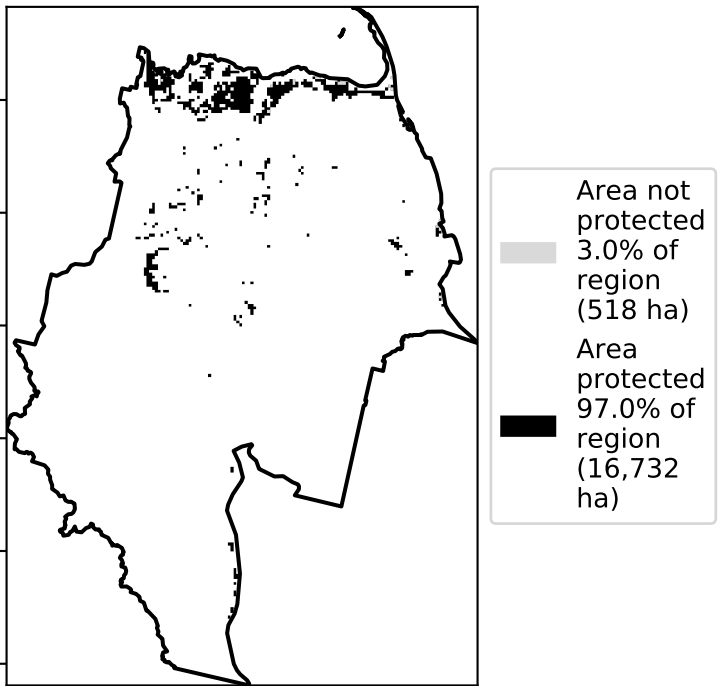 Area not
protected
3.0% of
region
(518 ha)
Area
protected
97.0% of
region
(16,732
ha)